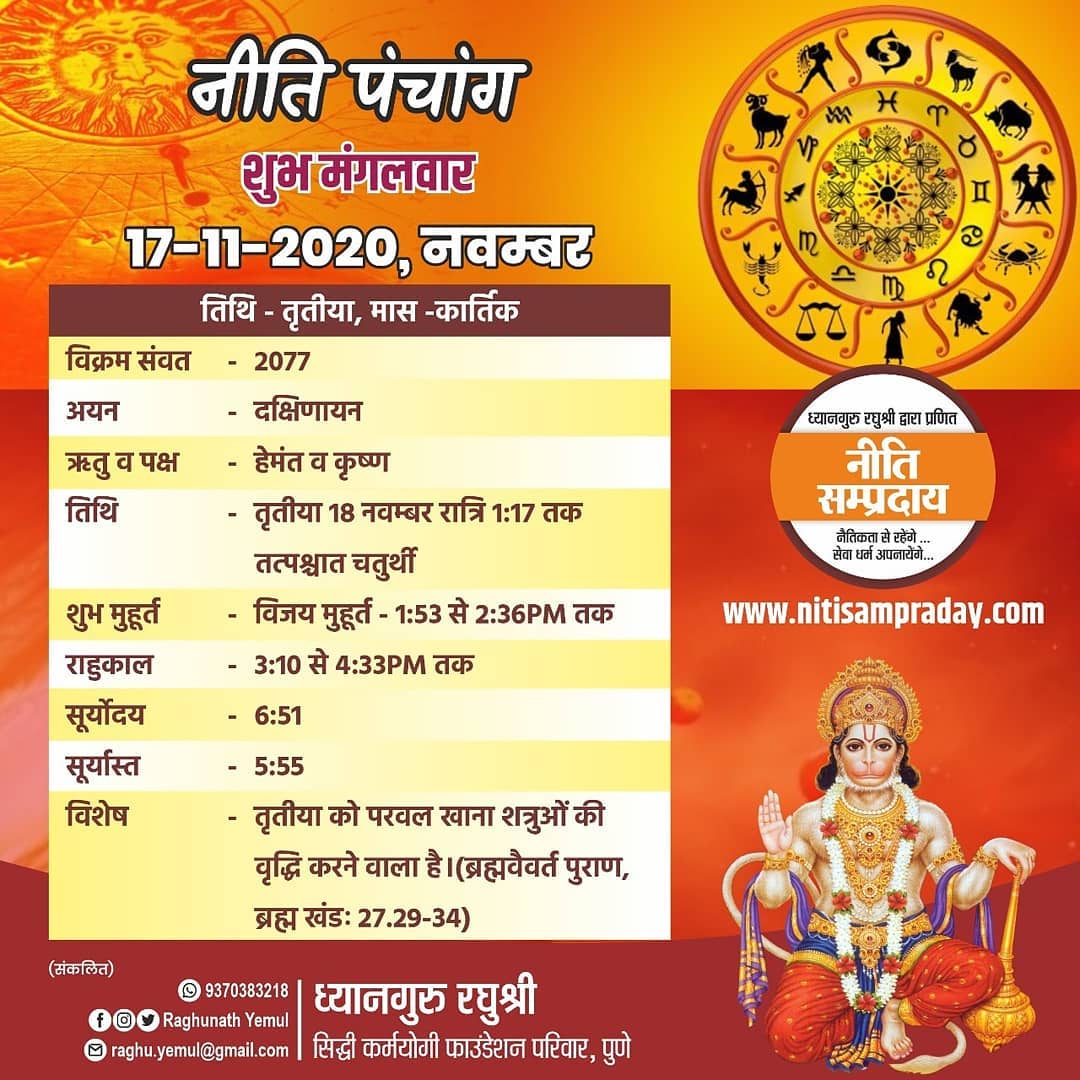 नीति पंचांग
शुभ मंगलवार
17-11-2020, नवम्बर
तिथि - तृतीया, मास -कार्तिक
विक्रम संवत - 2077
अयन - दक्षिणायन
ऋतु व पक्ष - हेमंत व कृष्ण
तिथि - तृतीया 18 नवम्बर रात्रि 1:17 तक
तत्पश्चात चतुर्थी
शुभ मुहूर्त - विजय मुहूर्त - 1:53 से 2:36PM तक
राहुकाल - 3:10 से 4:33PM तक
सूर्योदय - 6:51
सूर्यास्त - 5:55
विशेष - तृतीया को परवल खाना शत्रुओं की
वृद्धि करने वाला है।(ब्रह्मवैवर्त पुराण,
ब्रह्म खंडः 27.29-34)
ध्यानगुरु रघुश्री द्वारा प्रणित
नीति
सम्प्रदाय
नैतिकता से रहेंगे ...
सेवा धर्म अपनायेंगे...
www.nitisampraday.com
(संकलित)
9370383218
Raghunath Yemul
raghu.yemul@gmail.com
ध्यानगुरु रघुश्री
सिद्धी कर्मयोगी फाउंडेशन परिवार, पुणे